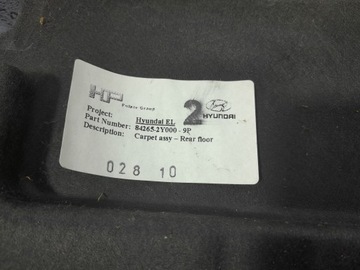 HP
Polara Group
2
HYUNDAI
Project: Hyundai EL
Part Number: 84265-2Y000 - 9P
Description: Carpet assy – Rear floor
028 10